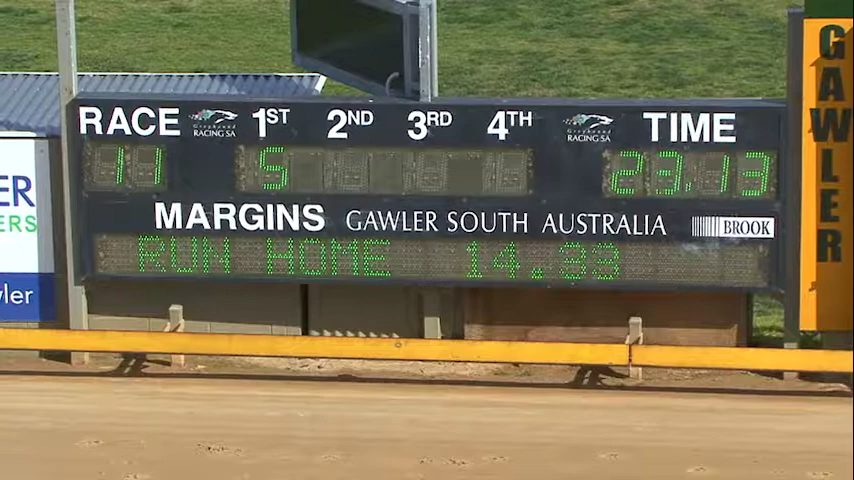 RACE 1ST 2ND 3RD 4TH TIME
Greyhound RACING SA
Greyhound RACING SA
11 5 23.13
MARGINS GAWLER SOUTH AUSTRALIA BROOK
RUN HOME 14.33
GAWLER
ER
ERS
wler